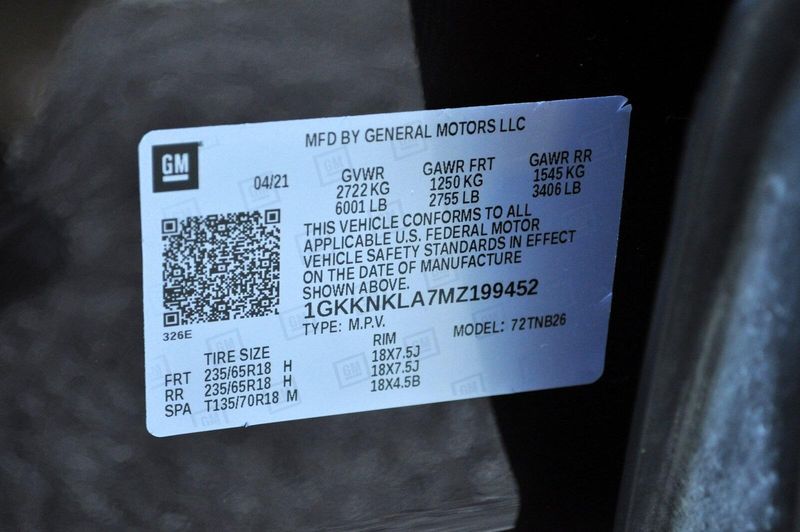 MFD BY GENERAL MOTORS LLC
GM
04/21
GVWR GAWR FRT GAWR RR
2722 KG 1250 KG 1545 KG
6001 LB 2755 LB 3406 LB
THIS VEHICLE CONFORMS TO ALL
APPLICABLE U.S. FEDERAL MOTOR
VEHICLE SAFETY STANDARDS IN EFFECT
ON THE DATE OF MANUFACTURE
SHOWN ABOVE.
1GKKNKLA7MZ199452
326E
TYPE: M.P.V. MODEL: 72TNB26
TIRE SIZE RIM
FRT 235/65R18 H 18X7.5J
RR 235/65R18 H 18X7.5J
SPA T135/70R18 M 18X4.5B